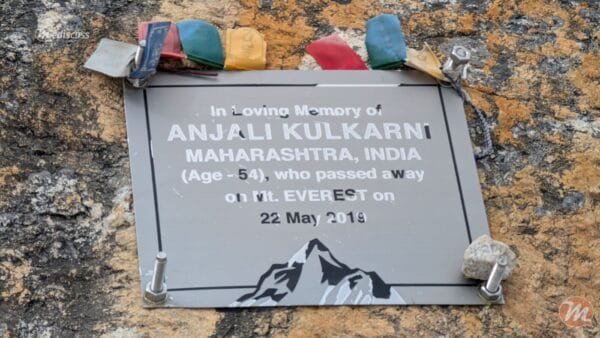 In Loving Memory of
ANJALI KULKARNI
MAHARASHTRA, INDIA
(Age - 54), who passed away
on Mt. EVEREST on
22 May 2019
M